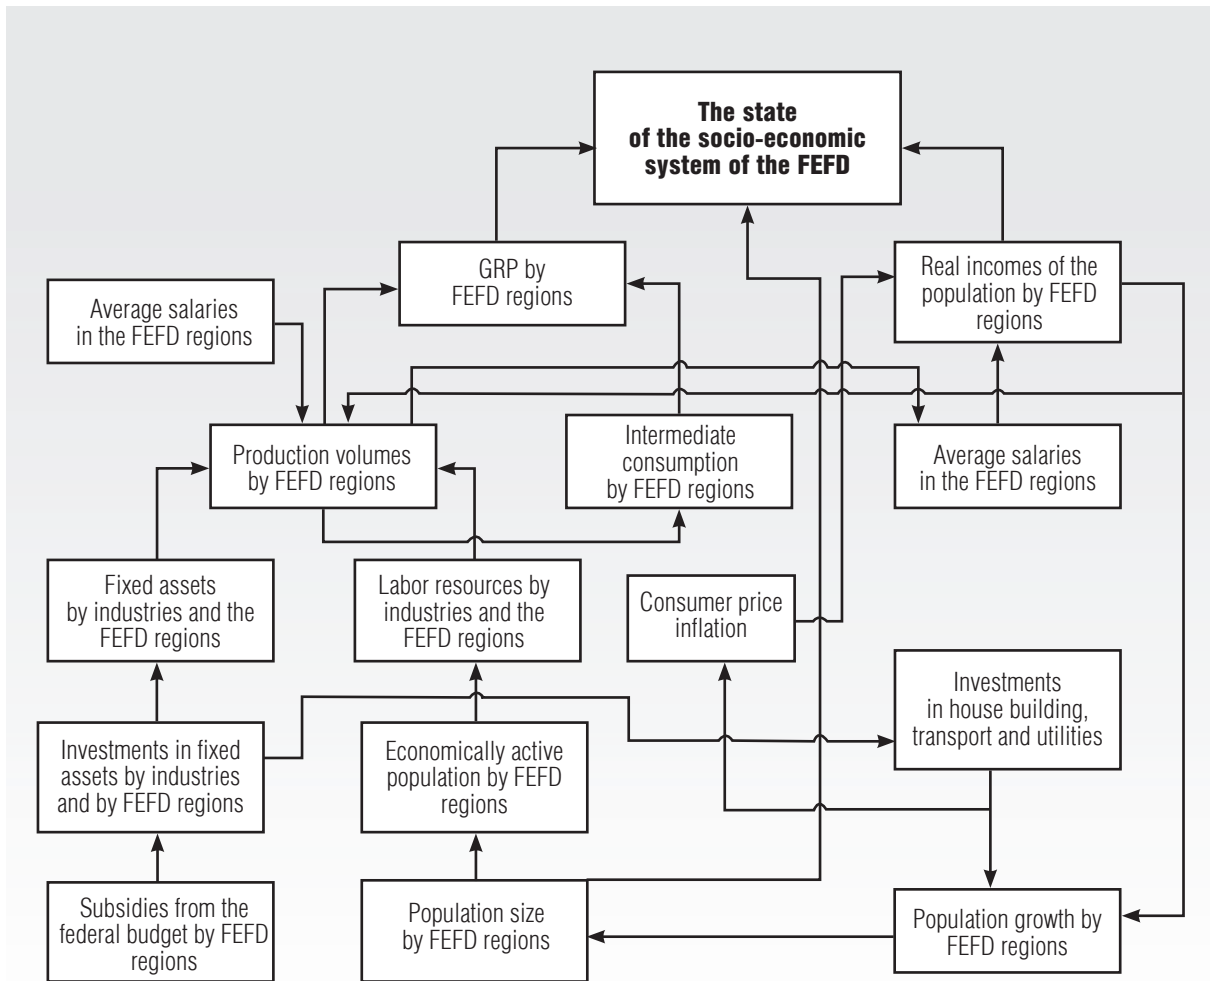 The state
of the socio-economic
system of the FEFD
GRP by
FEFD regions
Real incomes of the
population by FEFD
regions
Average salaries
in the FEFD regions
Production volumes
by FEFD regions
Intermediate
consumption
by FEFD regions
Average salaries
in the FEFD regions
Fixed assets
by industries and the
FEFD regions
Labor resources by
industries and the
FEFD regions
Consumer price
inflation
Investments
in house building,
transport and utilities
Investments in fixed
assets by industries
and by FEFD regions
Economically active
population by FEFD
regions
Subsidies from the
federal budget by FEFD
regions
Population size
by FEFD regions
Population growth by
FEFD regions